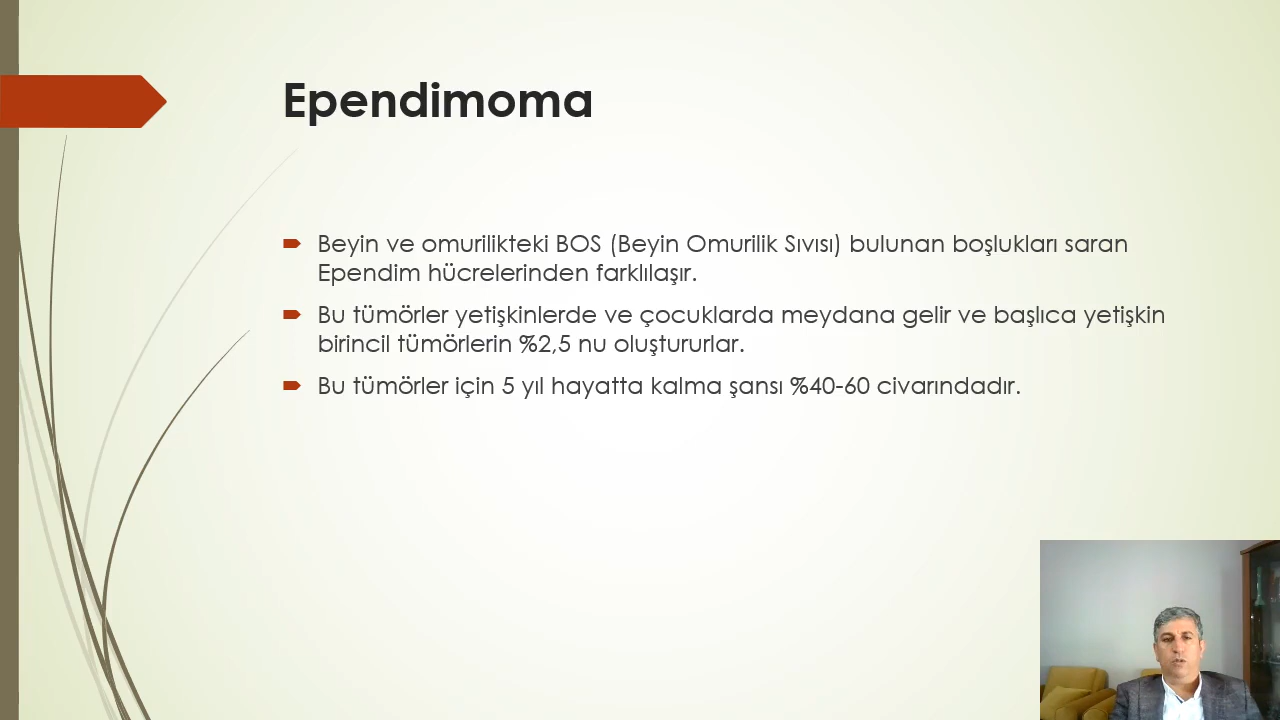 Ependimoma
Beyin ve omurilikteki BOS (Beyin Omurilik Sıvısı) bulunan boşlukları saran
Ependim hücrelerinden farklılaşır.
Bu tümörler yetişkinlerde ve çocuklarda meydana gelir ve başlıca yetişkin
birincil tümörlerin %2,5 nu oluştururlar.
Bu tümörler için 5 yıl hayatta kalma şansı %40-60 civarındadır.